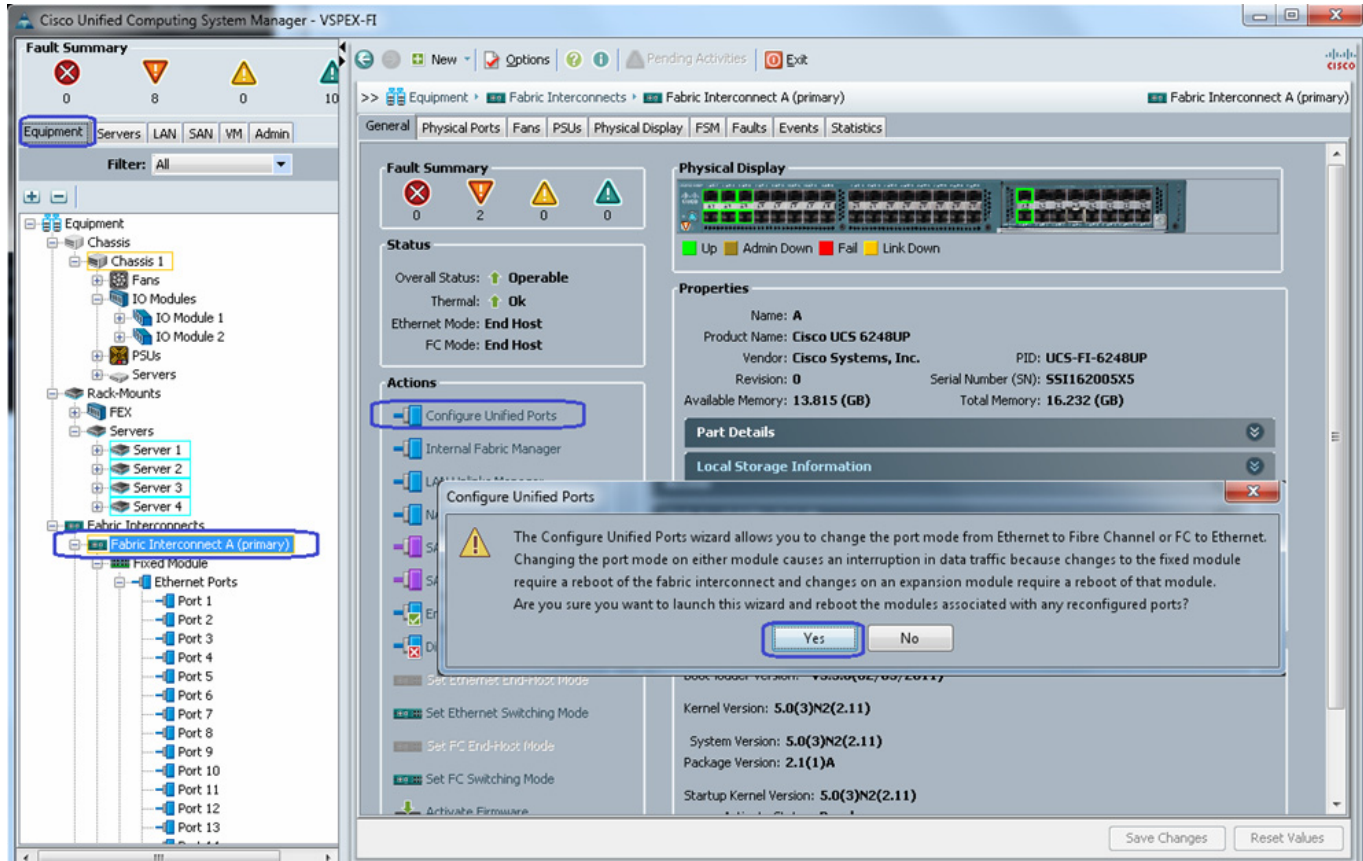 Cisco Unified Computing System Manager - VSPEX-FI
Fault Summary
0 8 0 10
Equipment Servers LAN SAN VM Admin
Filter: All
Equipment
Chassis
Chassis 1
Fans
IO Modules
IO Module 1
IO Module 2
PSUs
Servers
Rack-Mounts
FEX
Servers
Server 1
Server 2
Server 3
Server 4
Fabric Interconnects
Fabric Interconnect A (primary)
Fixed Module
Ethernet Ports
Port 1
Port 2
Port 3
Port 4
Port 5
Port 6
Port 7
Port 8
Port 9
Port 10
Port 11
Port 12
Port 13
New Options Pending Activities Exit
CISCO
>> Equipment Fabric Interconnects Fabric Interconnect A (primary) Fabric Interconnect A (primary)
General Physical Ports Fans PSUs Physical Display FSM Faults Events Statistics
Fault Summary
0 2 0 0
Status
Overall Status: Operable
Thermal: Ok
Ethernet Mode: End Host
FC Mode: End Host
Actions
Configure Unified Ports
Internal Fabric Manager
LAN Uplinks Manager
Set Ethernet End-Host Mode
Set Ethernet Switching Mode
Set FC End-Host Mode
Set FC Switching Mode
Activate Firmware
Physical Display
Up Admin Down Fail Link Down
Properties
Name: A
Product Name: Cisco UCS 6248UP
Vendor: Cisco Systems, Inc. PID: UCS-FI-6248UP
Revision: 0 Serial Number (SN): SSI162005X5
Available Memory: 13.815 (GB) Total Memory: 16.232 (GB)
Part Details
Local Storage Information
Configure Unified Ports
The Configure Unified Ports wizard allows you to change the port mode from Ethernet to Fibre Channel or FC to Ethernet.
Changing the port mode on either module causes an interruption in data traffic because changes to the fixed module
require a reboot of the fabric interconnect and changes on an expansion module require a reboot of that module.
Are you sure you want to launch this wizard and reboot the modules associated with any reconfigured ports?
Yes No
Kernel Version: 5.0(3)N2(2.11)
System Version: 5.0(3)N2(2.11)
Package Version: 2.1(1)A
Startup Kernel Version: 5.0(3)N2(2.11)
Save Changes Reset Values